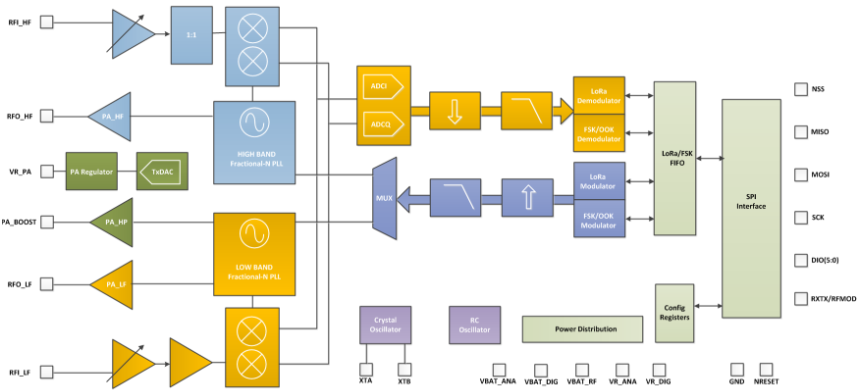 RFI_HF
1:1
RFO_HF
PA_HF
HIGH BAND
Fractional-N PLL
VR_PA
PA Regulator
TxDAC
PA_BOOST
PA_HP
LOW BAND
Fractional-N PLL
RFO_LF
PA_LF
RFI_LF
ADCI
ADCQ
LoRa
Demodulator
FSK/OOK
Demodulator
MUX
LoRa
Modulator
FSK/OOK
Modulator
LoRa/FSK
FIFO
SPI
Interface
Config
Registers
Crystal
Oscillator
RC
Oscillator
Power Distribution
XTA
XTB
VBAT_ANA
VBAT_DIG
VBAT_RF
VR_ANA
VR_DIG
GND
NRESET
NSS
MISO
MOSI
SCK
DIO(5:0)
RXTX/RFMOD